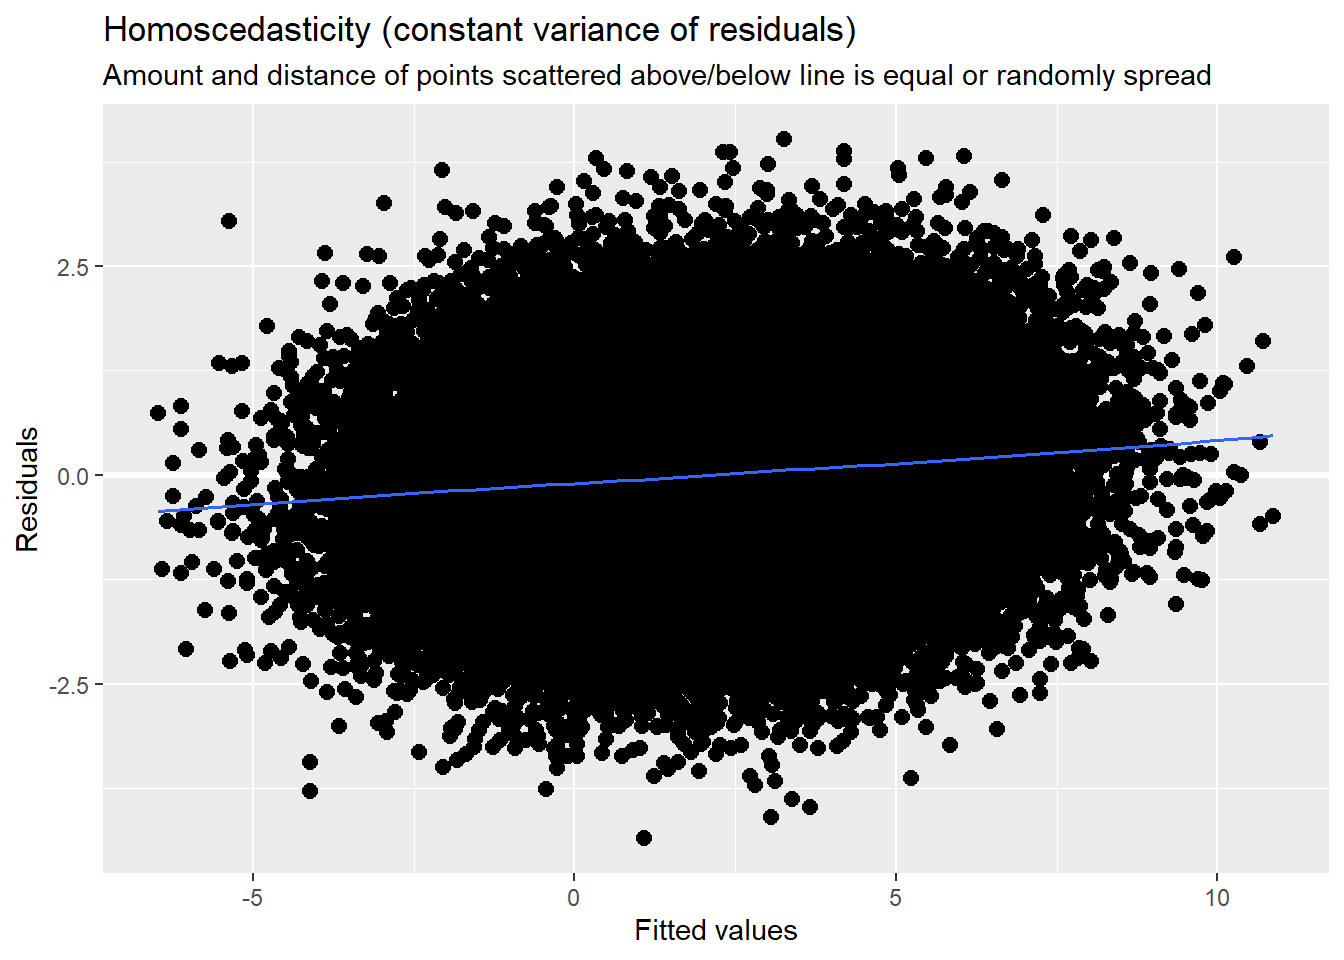 Homoscedasticity (constant variance of residuals)
Amount and distance of points scattered above/below line is equal or randomly spread
2.5
0.0
-2.5
Residuals
-5
0
5
10
Fitted values